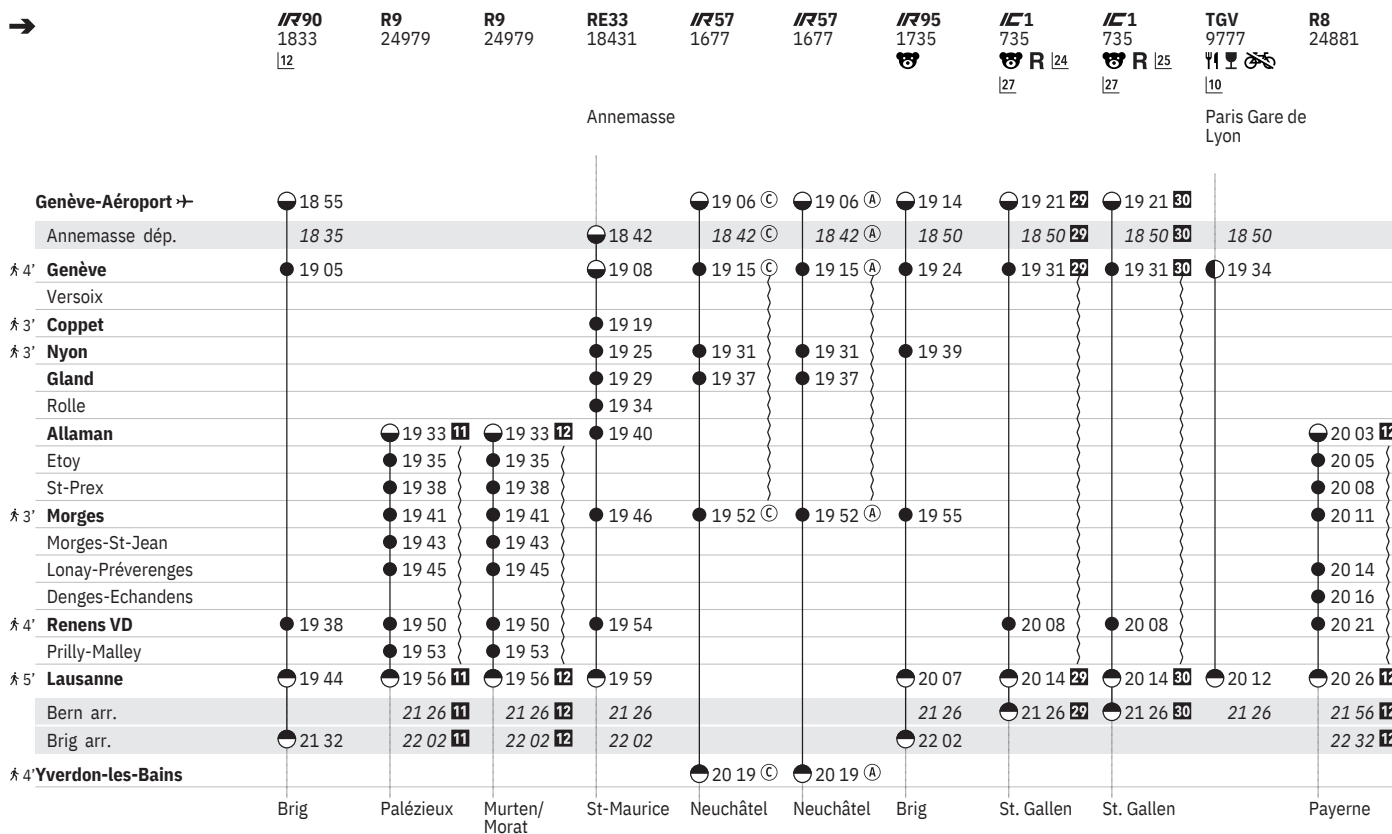 IR90 R9 R9 RE33 IR57 IR57 IR95 IC1 IC1 TGV R8
1833 24979 24979 18431 1677 1677 1735 735 735 9777 24881
12 R 24 R 25
27 27 10
Annemasse Paris Gare de
Lyon
Genève-Aéroport 18 55 19 06 Ⓒ 19 06 Ⓐ 19 14 19 21 29 19 21 30
Annemasse dép. 18 35 18 42 18 42 Ⓒ 18 42 Ⓐ 18 50 18 50 29 18 50 30 18 50
4’ Genève 19 05 19 08 19 15 Ⓒ 19 15 Ⓐ 19 24 19 31 29 19 31 30 19 34
Versoix
3’ Coppet 19 19
3’ Nyon 19 25 19 31 19 31 19 39
Gland 19 29 19 37 19 37
Rolle 19 34
Allaman 19 33 11 19 33 12 19 40 20 03 12
Etoy 19 35 19 35 20 05
St-Prex 19 38 19 38 20 08
3’ Morges 19 41 19 41 19 46 19 52 Ⓒ 19 52 Ⓐ 19 55 20 11
Morges-St-Jean 19 43 19 43
Lonay-Préverenges 19 45 19 45 20 14
Denges-Echandens 20 16
4’ Renens VD 19 38 19 50 19 50 19 54 20 08 20 08 20 21
Prilly-Malley 19 53 19 53
5’ Lausanne 19 44 19 56 11 19 56 12 19 59 20 07 20 14 29 20 14 30 20 12 20 26 12
Bern arr. 21 26 11 21 26 12 21 26 21 26 21 26 29 21 26 30 21 26 21 56 12
Brig arr. 21 32 22 02 11 22 02 12 22 02 22 02 22 32 12
4’ Yverdon-les-Bains 20 19 Ⓒ 20 19 Ⓐ
Brig Palézieux Murten/ St-Maurice Neuchâtel Neuchâtel Brig St. Gallen St. Gallen Payerne
Morat